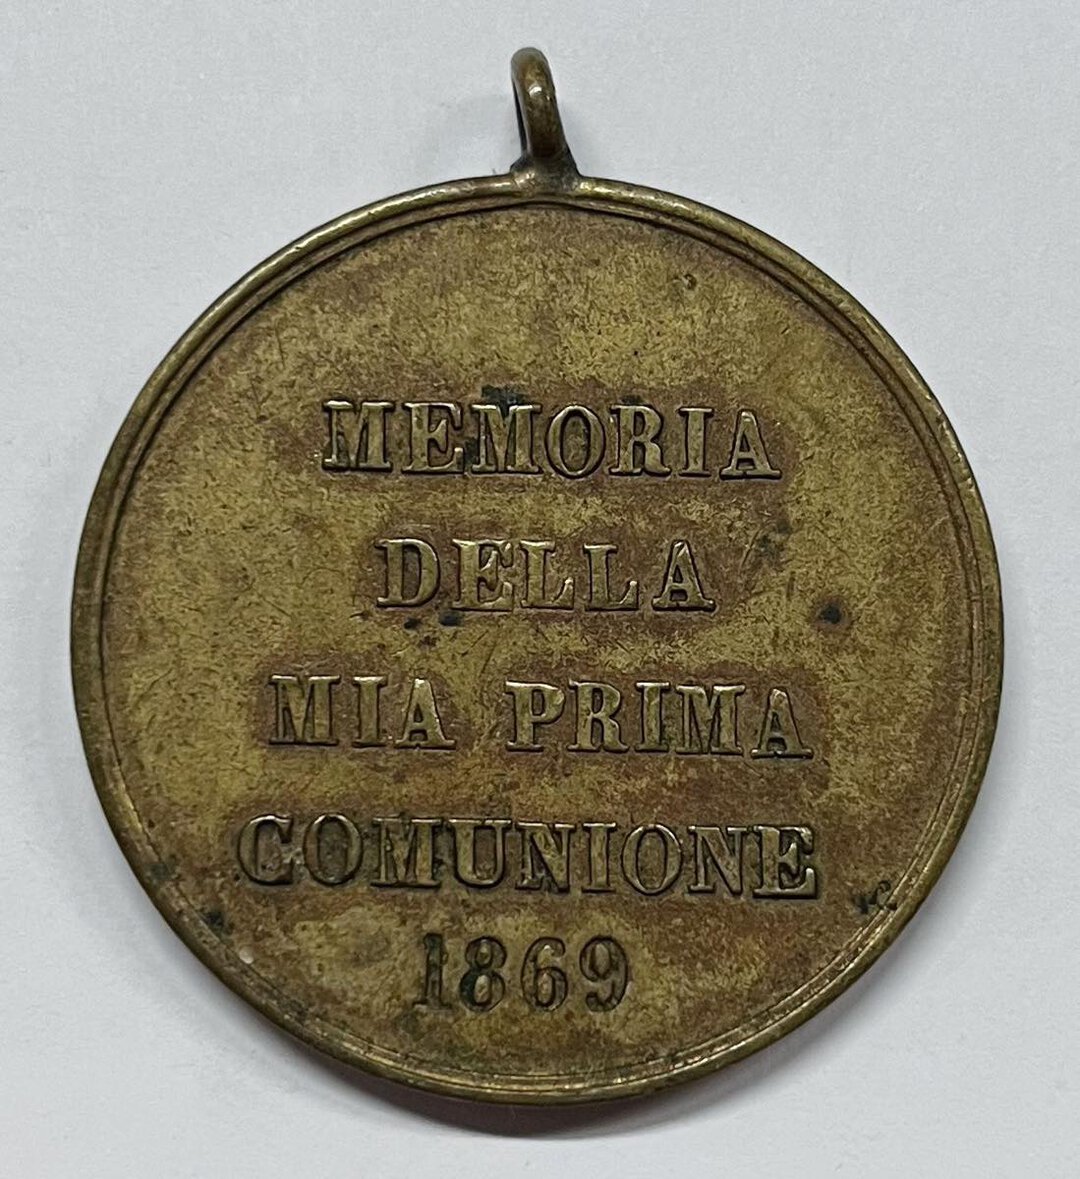 MEMORIA
DELLA
MIA PRIMA
COMUNIONE
1869